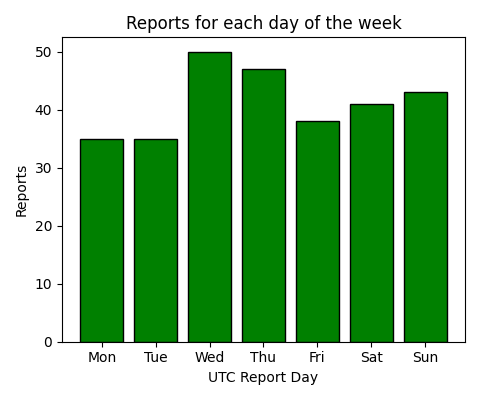 Reports for each day of the week
50
40
30
20
10
0
Reports
Mon Tue Wed Thu Fri Sat Sun
UTC Report Day